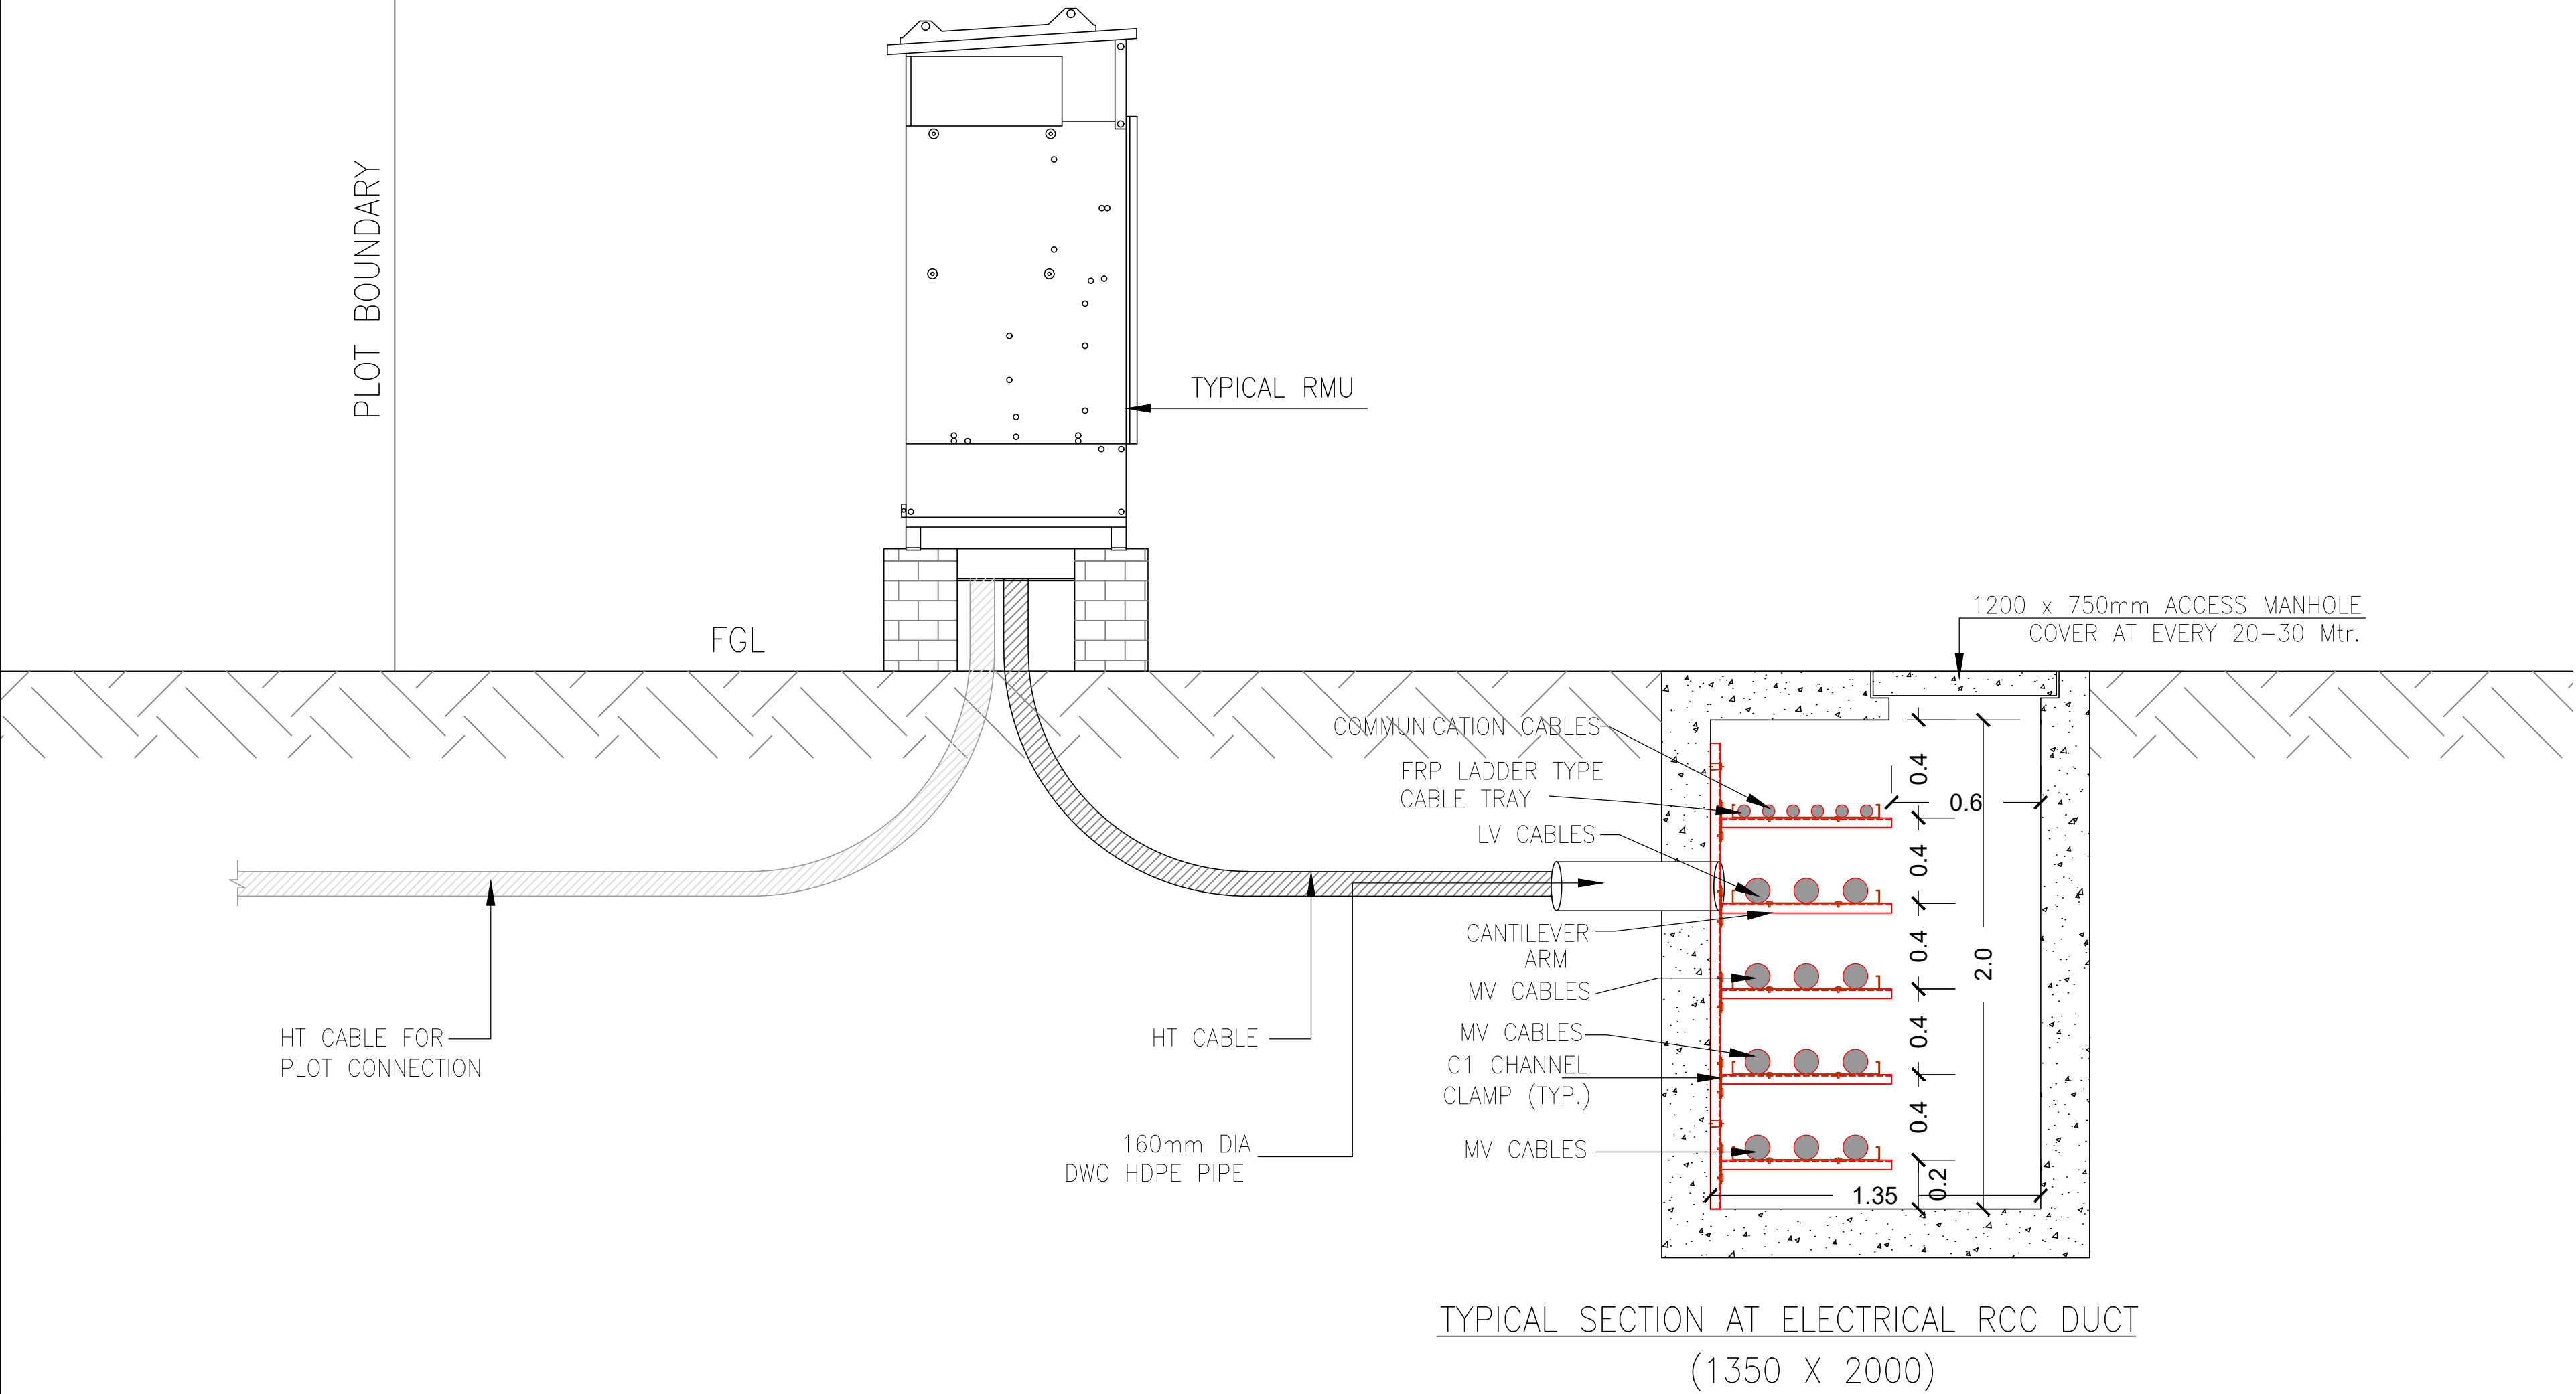 PLOT BOUNDARY
TYPICAL RMU
FGL
1200 x 750mm ACCESS MANHOLE
COVER AT EVERY 20-30 Mtr.
COMMUNICATION CABLES
FRP LADDER TYPE
CABLE TRAY
LV CABLES
CANTILEVER
ARM
MV CABLES
MV CABLES
C1 CHANNEL
CLAMP (TYP.)
MV CABLES
0.4
0.6
0.4
0.4
2.0
0.4
0.4
0.2
1.35
HT CABLE FOR
PLOT CONNECTION
HT CABLE
160mm DIA
DWC HDPE PIPE
TYPICAL SECTION AT ELECTRICAL RCC DUCT
(1350 X 2000)